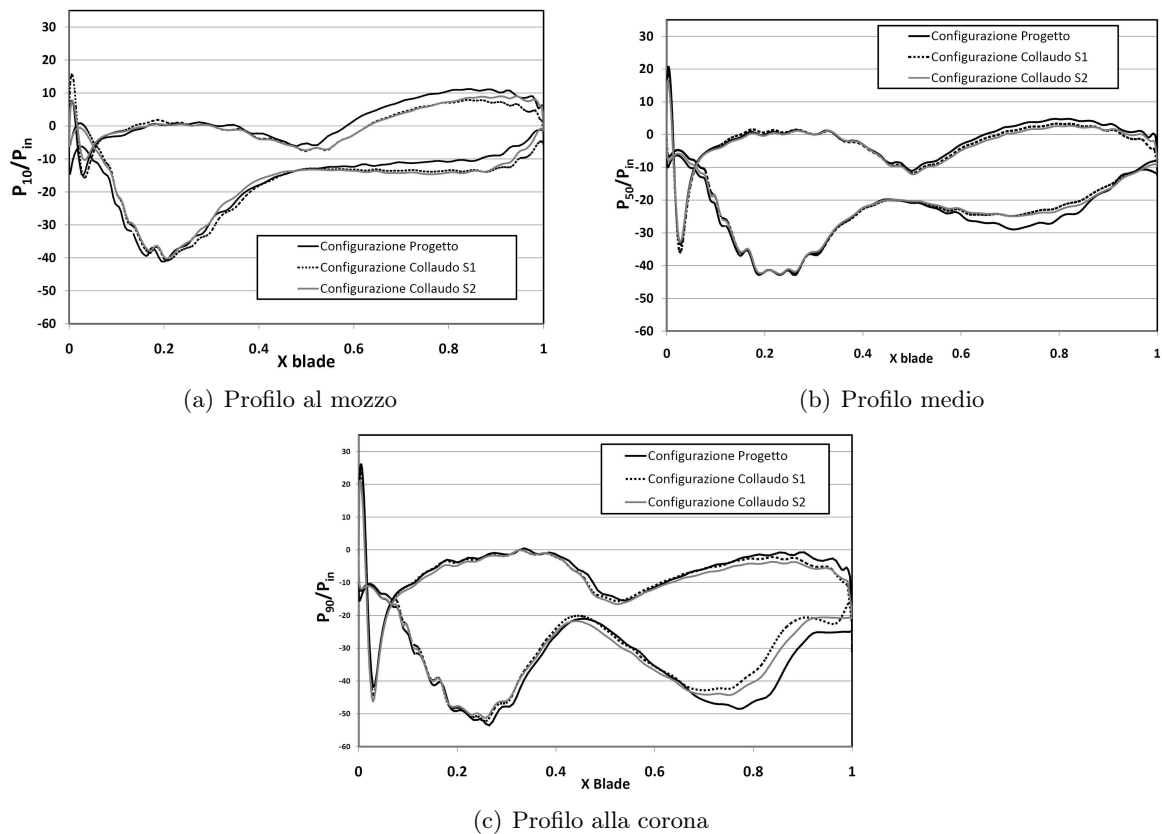 P10/Pin
30
20
10
0
-10
-20
-30
-40
-50
-60
0
0.2
0.4
0.6
0.8
1
X blade
Configurazione Progetto
Configurazione Collaudo S1
Configurazione Collaudo S2
(a) Profilo al mozzo
P50/Pin
30
20
10
0
-10
-20
-30
-40
-50
-60
0
0.2
0.4
0.6
0.8
1
X blade
Configurazione Progetto
Configurazione Collaudo S1
Configurazione Collaudo S2
(b) Profilo medio
P90/Pin
30
20
10
0
-10
-20
-30
-40
-50
-60
0
0.2
0.4
0.6
0.8
1
X Blade
Configurazione Progetto
Configurazione Collaudo S1
Configurazione Collaudo S2
(c) Profilo alla corona